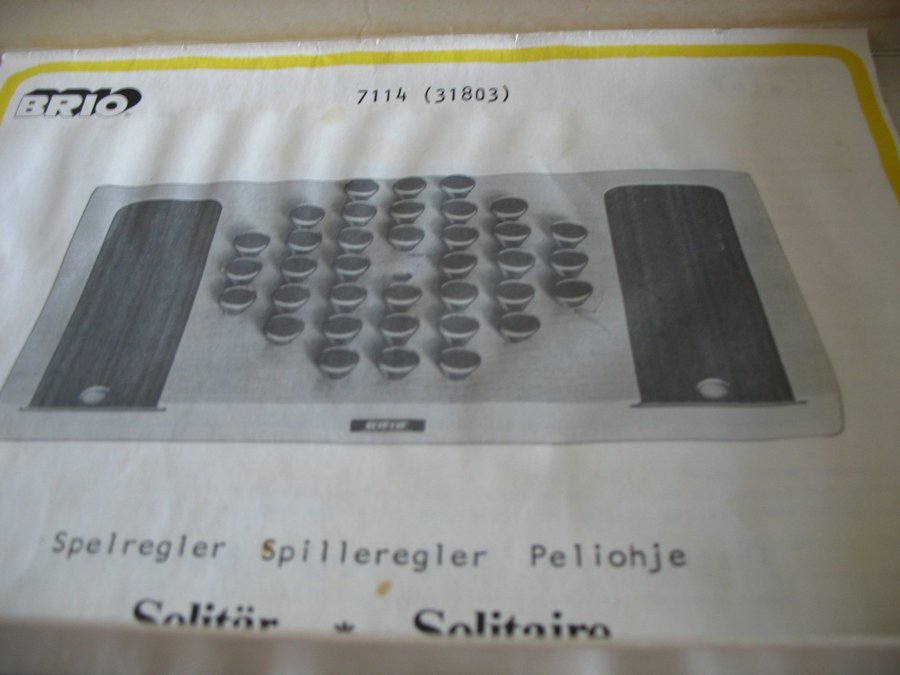 BRIO
7114 (31803)
BRIO
Spelregler Spilleregler Peliohje
Solitär * Solitaire